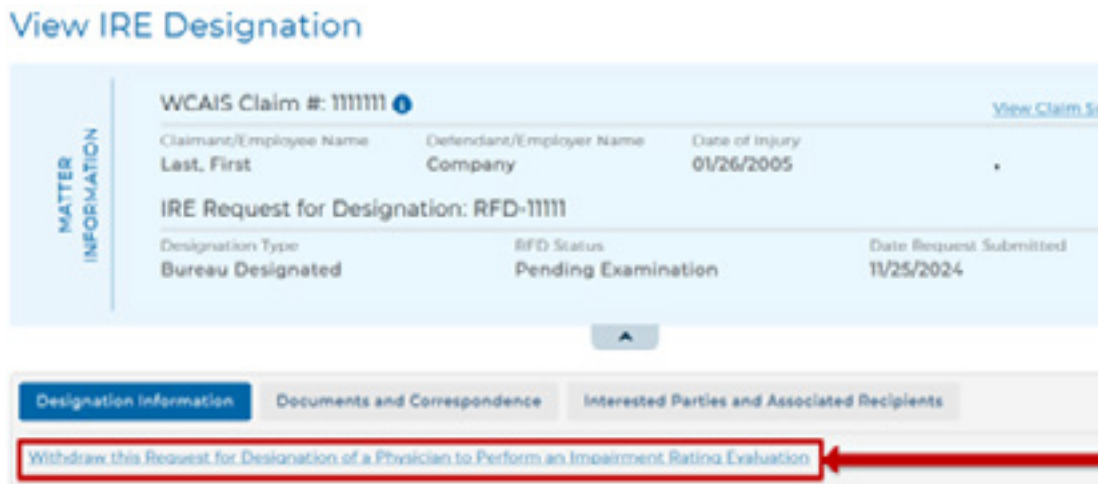 View IRE Designation
WCAIS Claim #: 1111111 i
View Claim S
MATTER INFORMATION
Claimant/Employee Name Defendant/Employer Name Date of Injury
Last, First Company 01/26/2005
IRE Request for Designation: RFD-11111
Designation Type RFD Status Date Request Submitted
Bureau Designated Pending Examination 11/25/2024
Designation Information Documents and Correspondence Interested Parties and Associated Recipients
Withdraw this Request for Designation of a Physician to Perform an Impairment Rating Evaluation